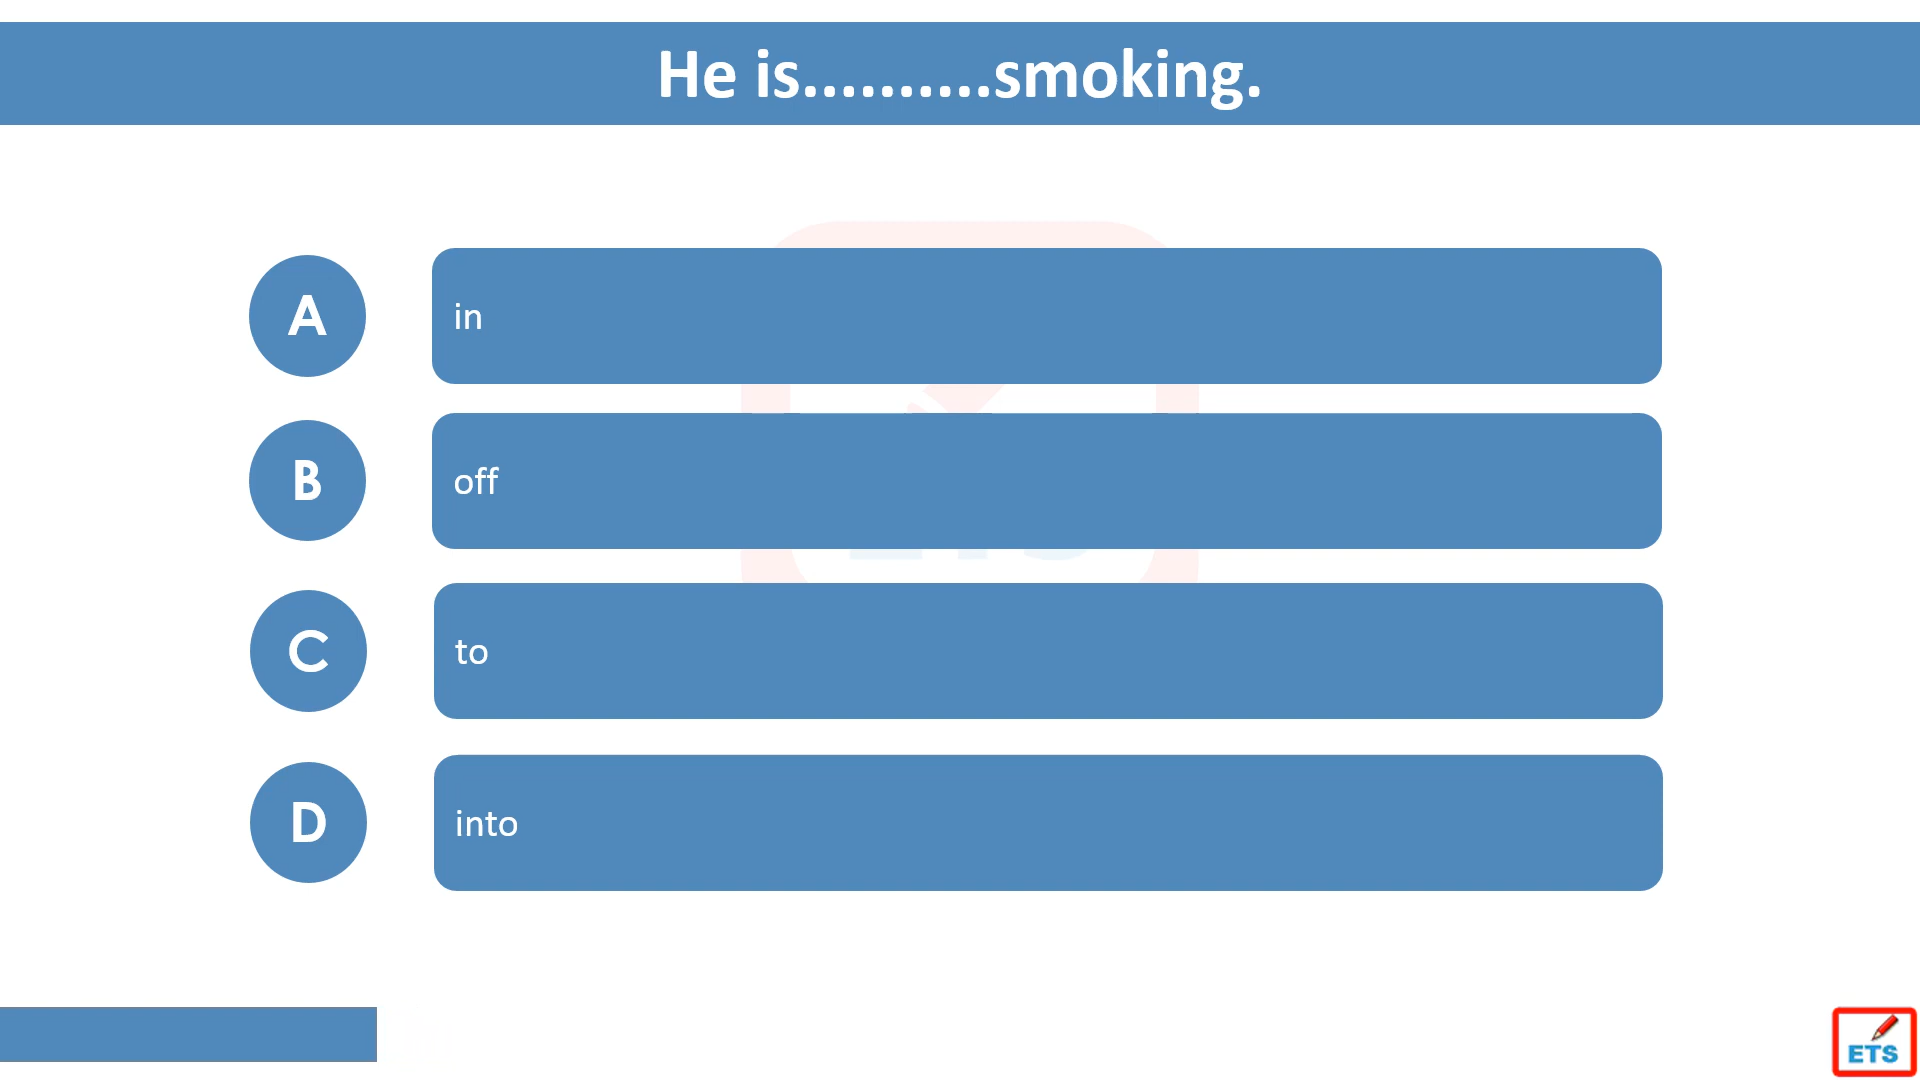 He is..........smoking.
A
in
B
off
C
to
D
into
ETS